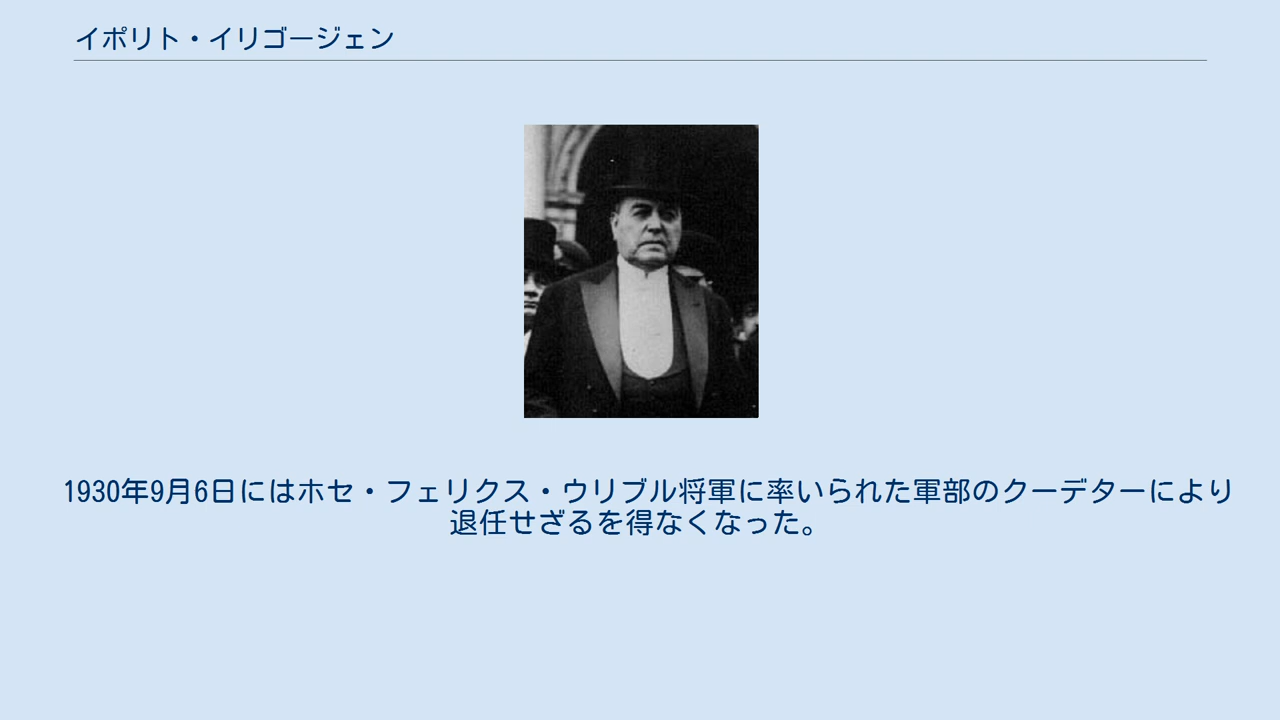 イポリト・イリゴージェン
1930年9月6日にはホセ・フェリクス・ウリブル将軍に率いられた軍部のクーデターにより
退任せざるを得なくなった。